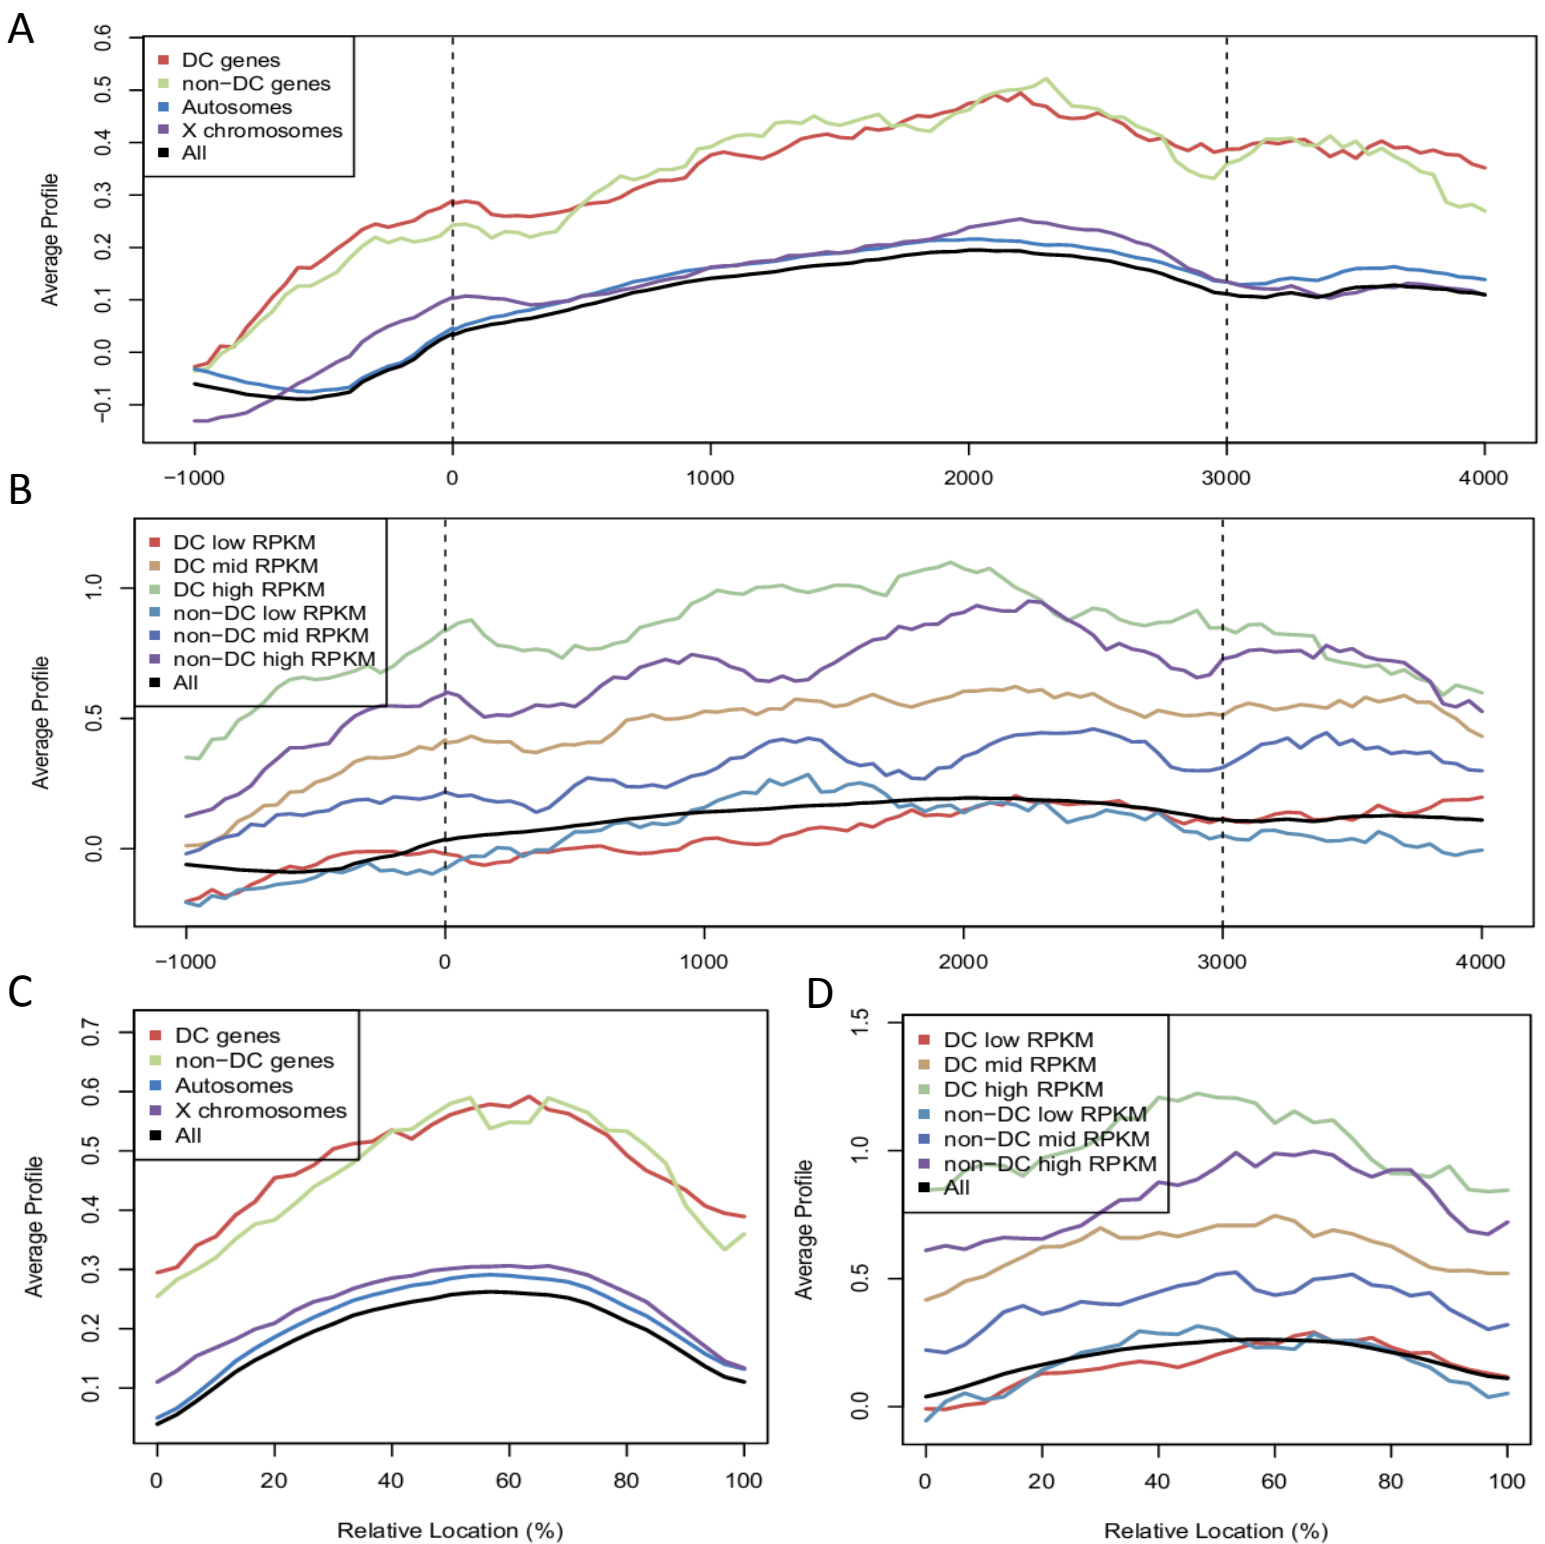 A
DC genes
non−DC genes
Autosomes
X chromosomes
All
Average Profile
0.6
0.5
0.4
0.3
0.2
0.1
0.0
−0.1
−1000 0 1000 2000 3000 4000
B
DC low RPKM
DC mid RPKM
DC high RPKM
non−DC low RPKM
non−DC mid RPKM
non−DC high RPKM
All
Average Profile
1.0
0.5
0.0
−1000 0 1000 2000 3000 4000
C
DC genes
non−DC genes
Autosomes
X chromosomes
All
Average Profile
0.7
0.6
0.5
0.4
0.3
0.2
0.1
0 20 40 60 80 100
Relative Location (%)
D
DC low RPKM
DC mid RPKM
DC high RPKM
non−DC low RPKM
non−DC mid RPKM
non−DC high RPKM
All
Average Profile
1.5
1.0
0.5
0.0
0 20 40 60 80 100
Relative Location (%)